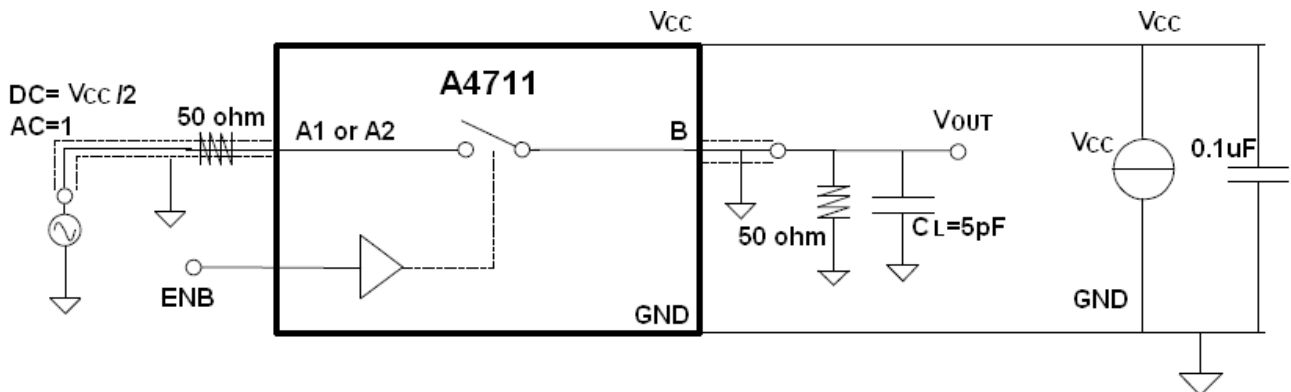 VCC
VCC
A4711
DC= VCC /2
AC=1
50 ohm
A1 or A2
B
VOUT
VCC
0.1uF
50 ohm
CL=5pF
ENB
GND
GND